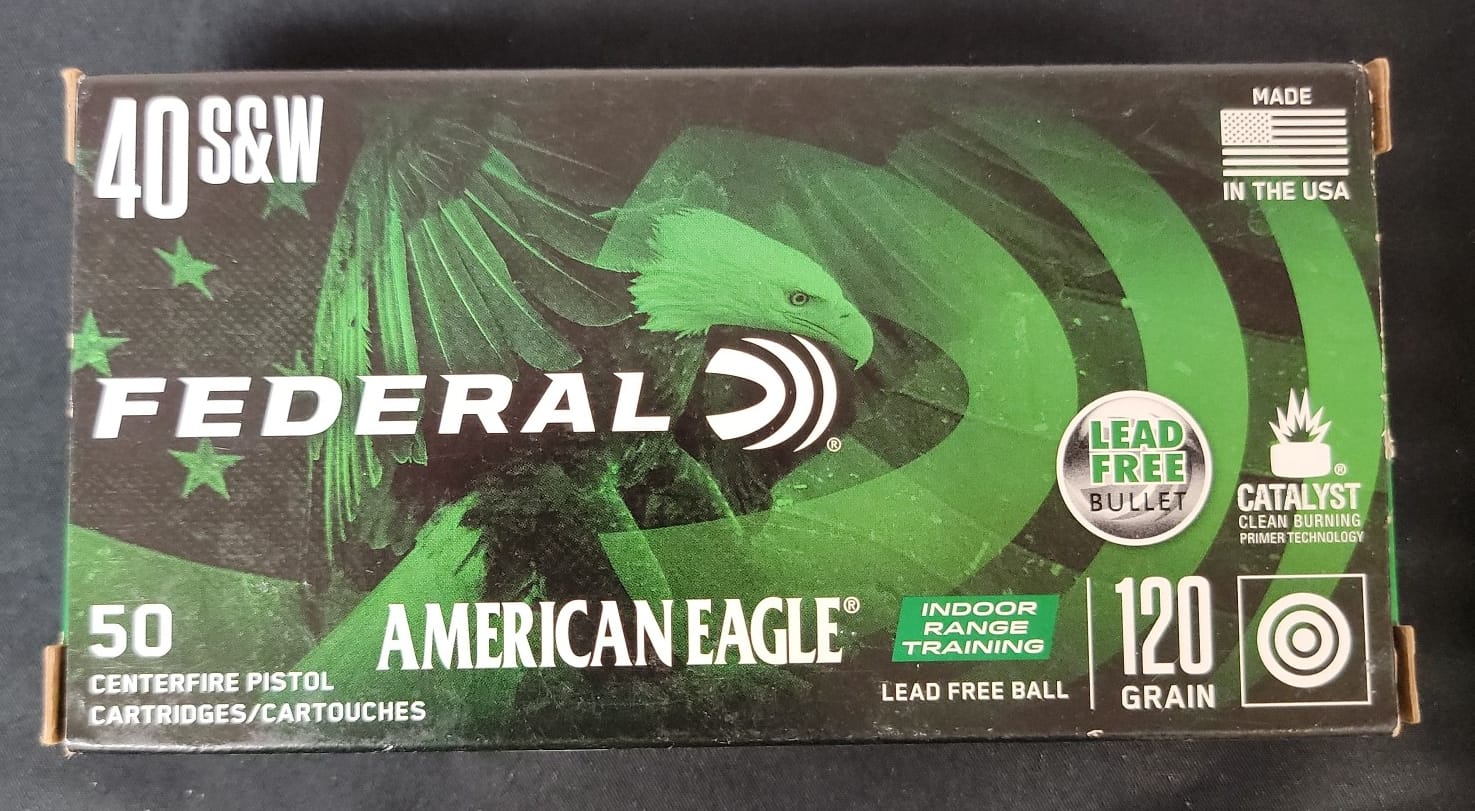 40 S&W
MADE
IN THE USA
FEDERAL®
LEAD
FREE
BULLET
®
CATALYST
CLEAN BURNING
PRIMER TECHNOLOGY
50
CENTERFIRE PISTOL
CARTRIDGES/CARTOUCHES
AMERICAN EAGLE®
INDOOR
RANGE
TRAINING
LEAD FREE BALL
120
GRAIN